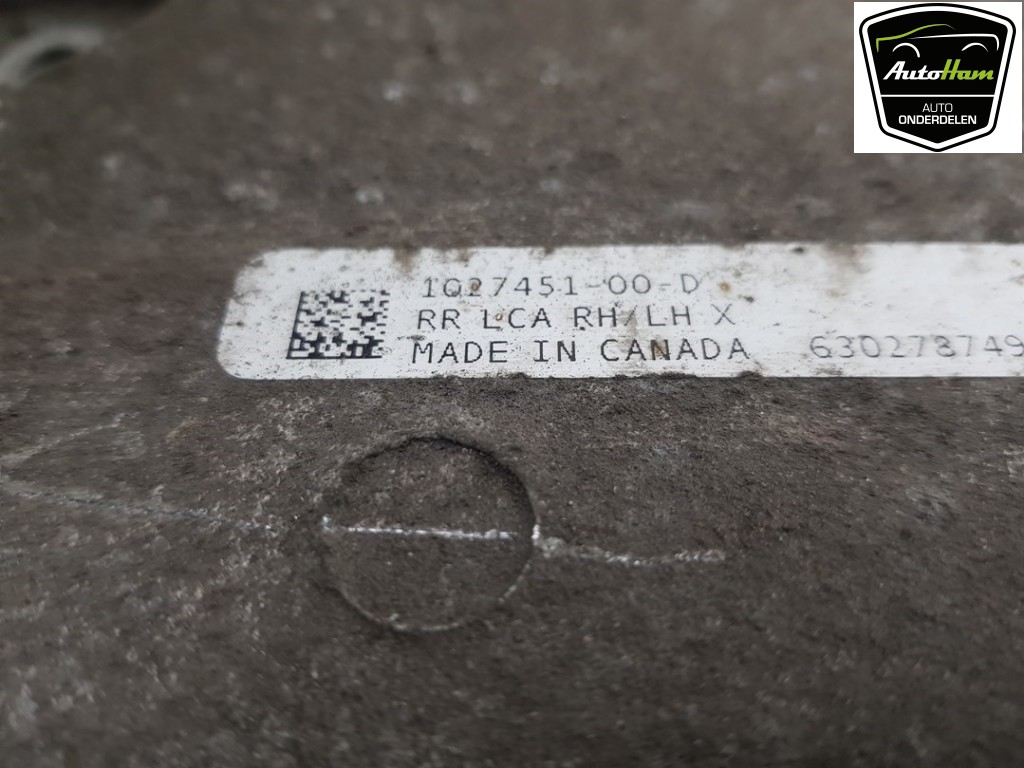 AutoHam
AUTO
ONDERDELEN
1027451-00-D
RR LCA RH/LH X
MADE IN CANADA 630278749